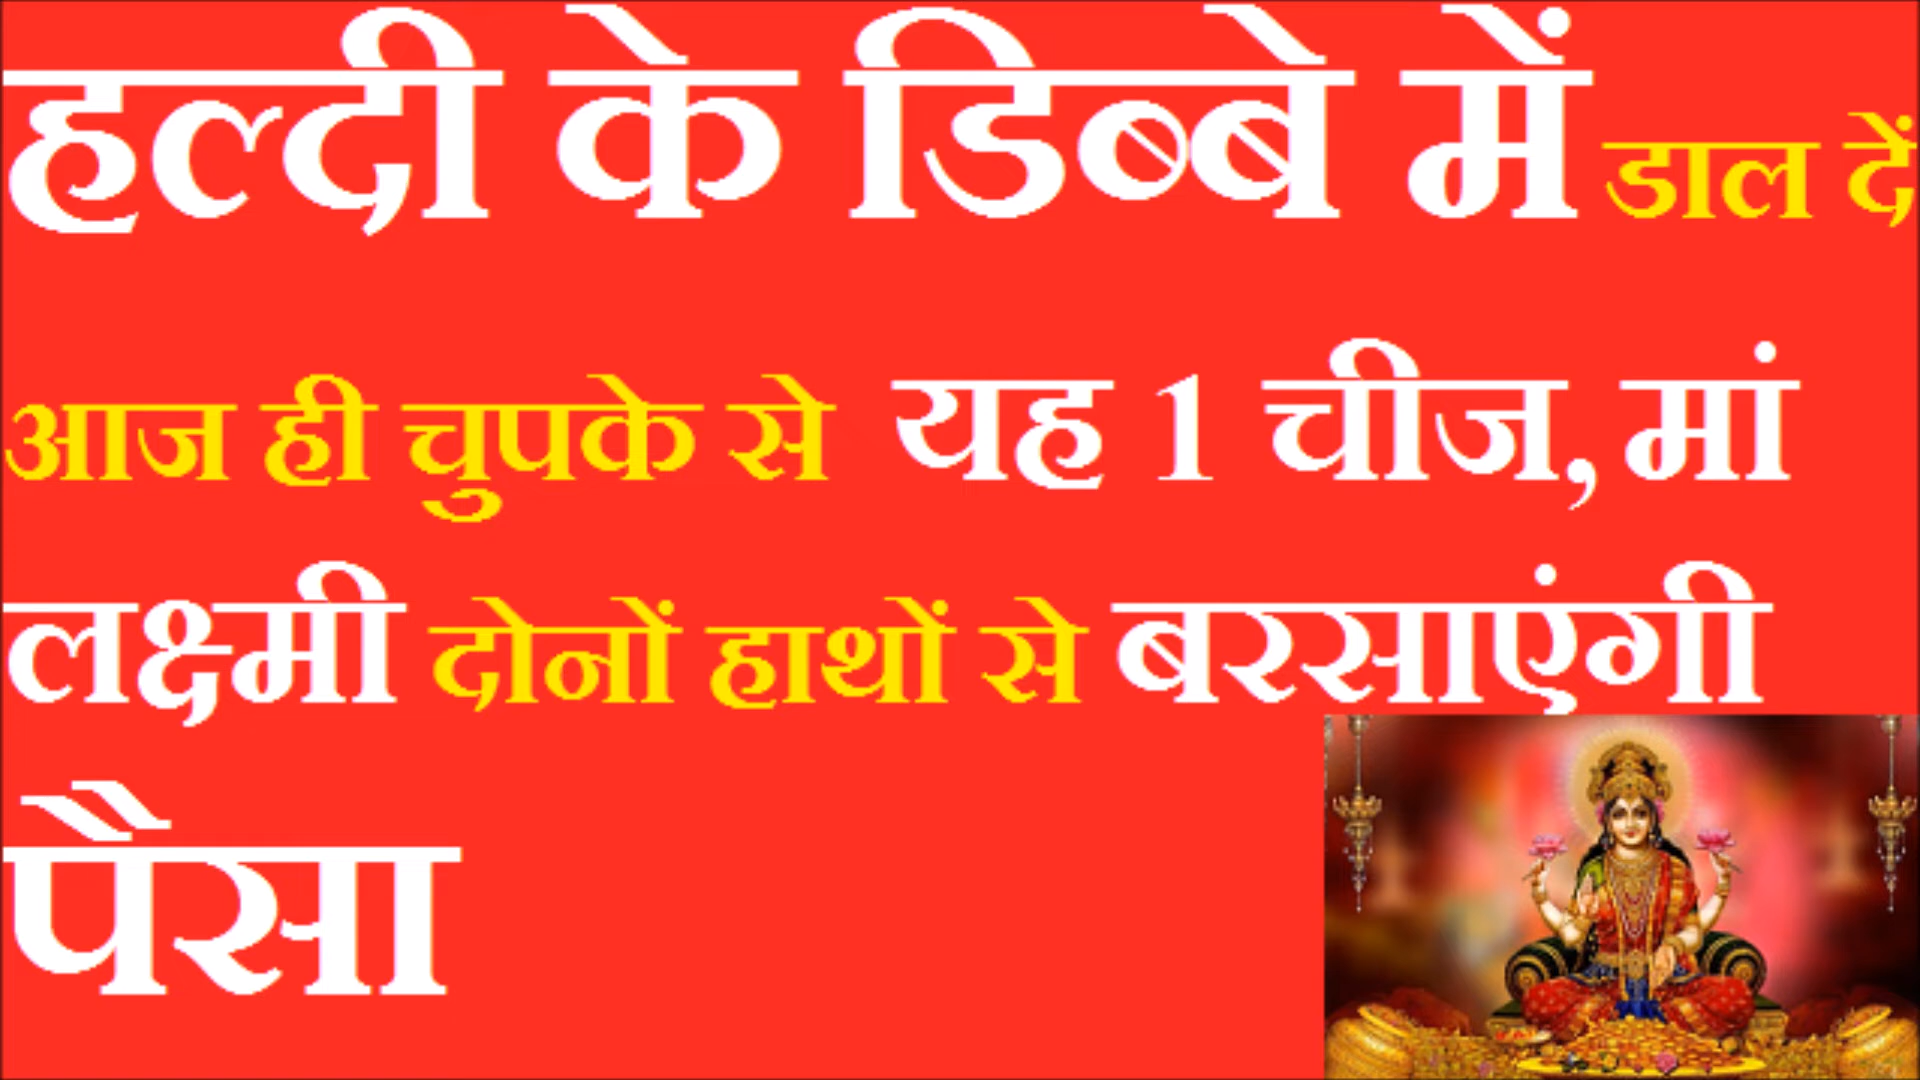 हल्दी के डिब्बे में डाल दें
आज ही चुपके से यह 1 चीज, मां
लक्ष्मी दोनों हाथों से बरसाएंगी
पैसा